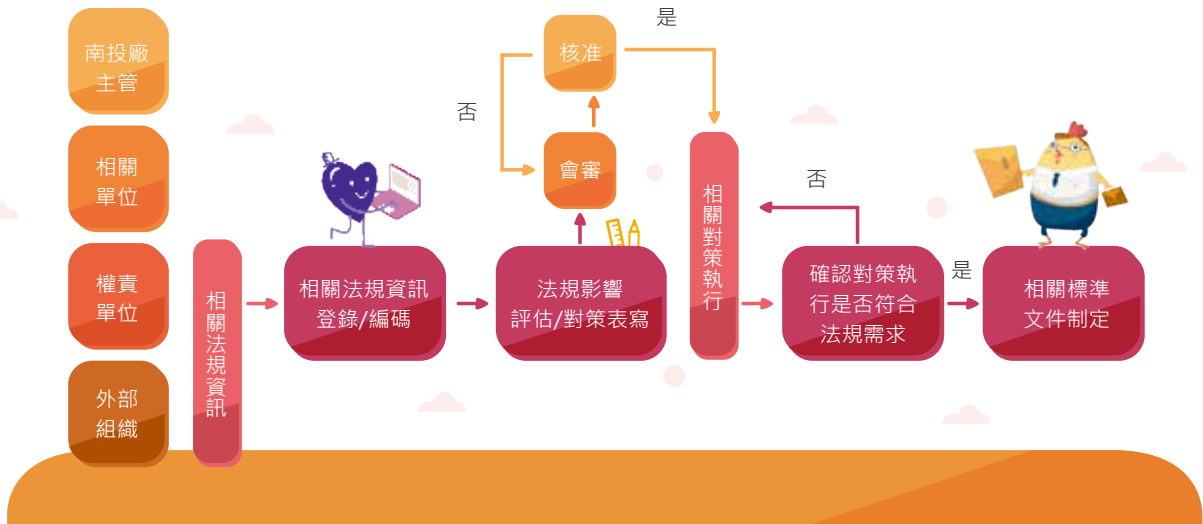 南投廠
主管
相關
單位
權責
單位
外部
組織
相關法規資訊
相關法規資訊
登錄/編碼
法規影響
評估/對策表寫
會審
核准
否
是
相關對策執行
確認對策執
行是否符合
法規需求
否
是
相關標準
文件制定